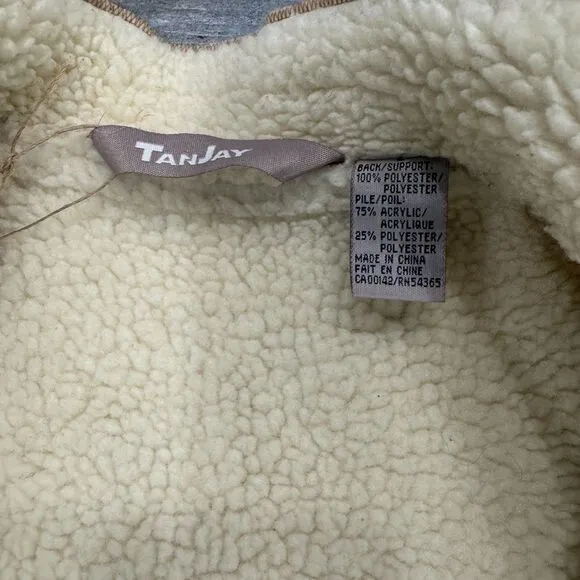 TANJAY
BACK/SUPPORT:
100% POLYESTER/
POLYESTER
PILE/POIL:
75% ACRYLIC/
ACRYLIQUE
25% POLYESTER/
POLYESTER
MADE IN CHINA
FAIT EN CHINE
CA00142/RN54365